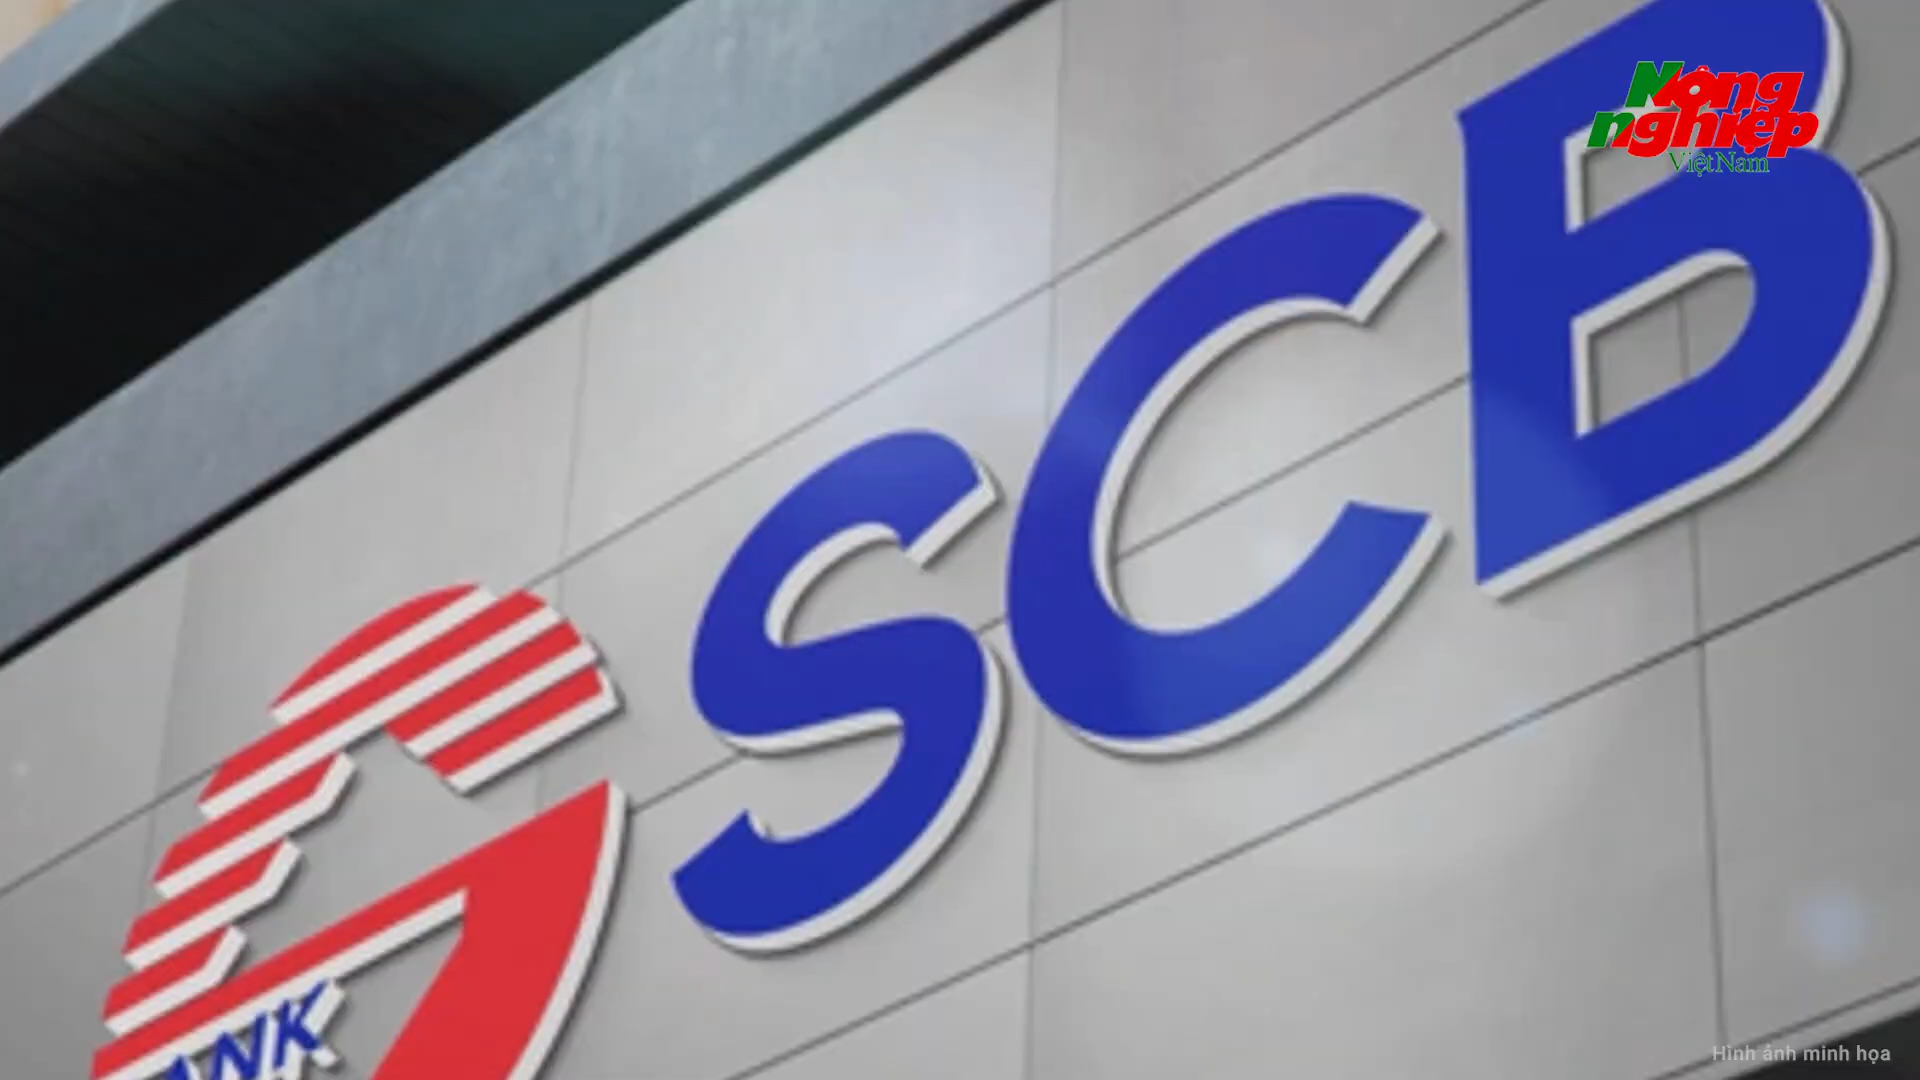 Nông
nghiệp
Việt Nam
SCB
ANK
Hình ảnh minh họa